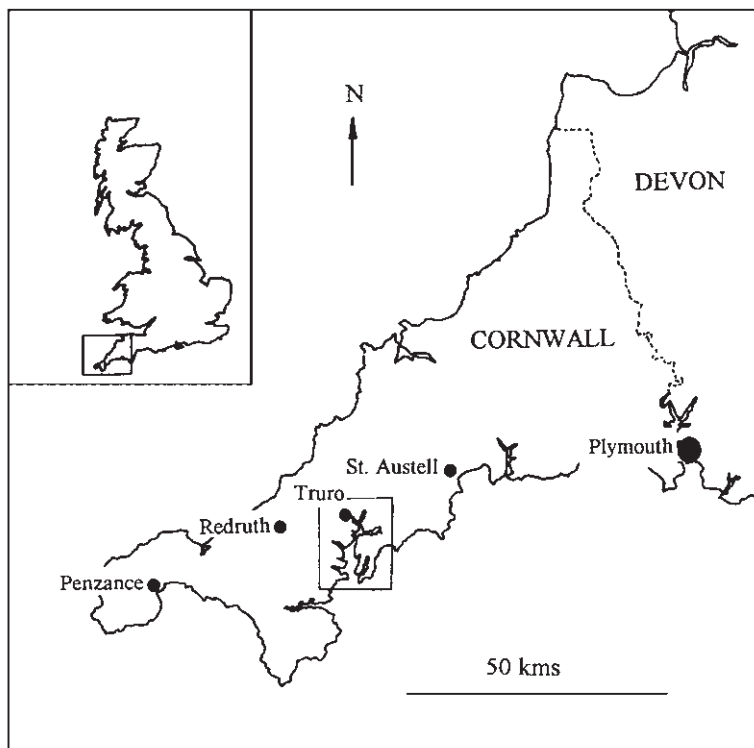 N
DEVON
CORNWALL
Plymouth
St. Austell
Truro
Redruth
Penzance
50 kms